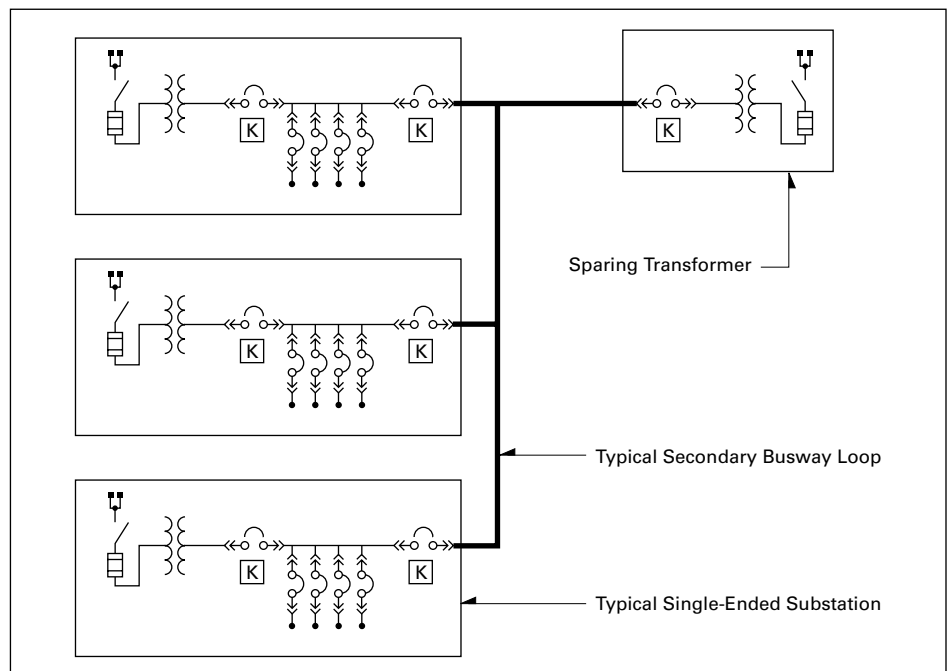 K K K
Sparing Transformer
K K
Typical Secondary Busway Loop
K K
Typical Single-Ended Substation